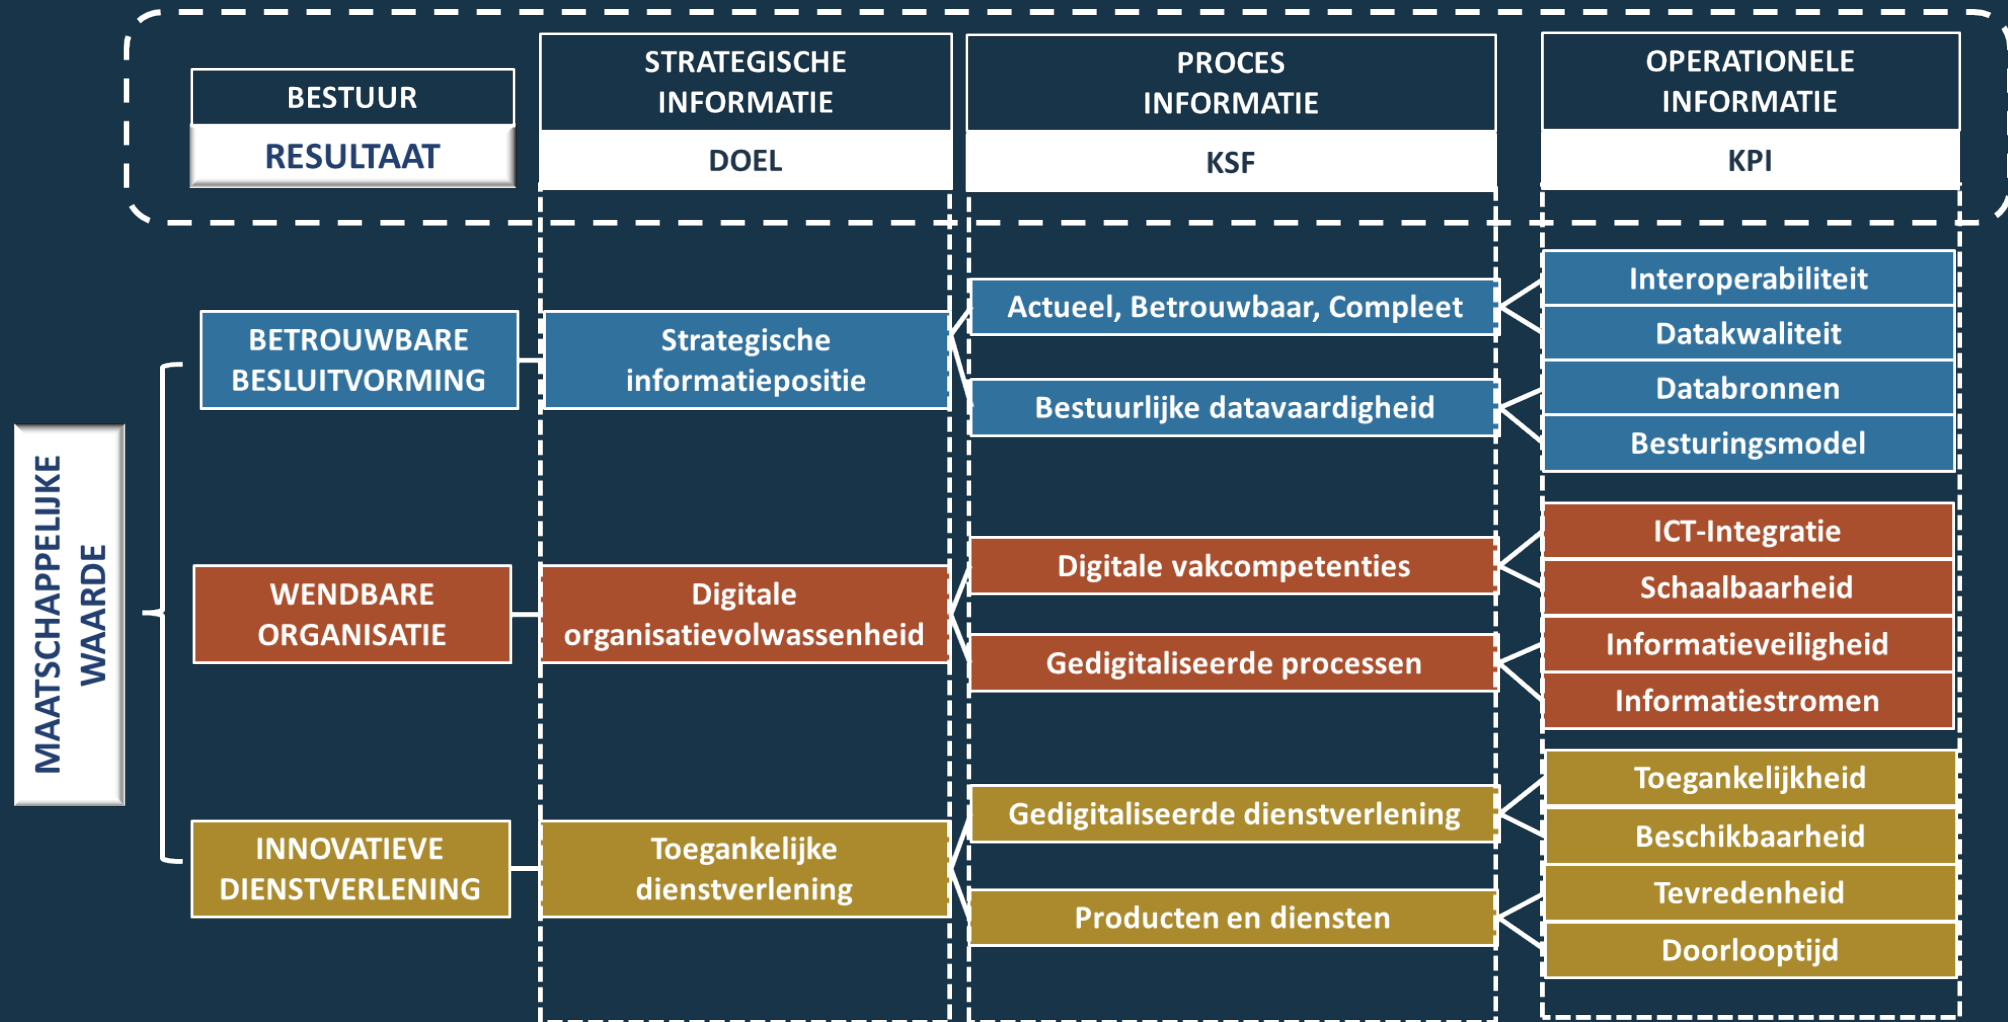 BESTUUR
RESULTAAT
STRATEGISCHE
INFORMATIE
DOEL
PROCES
INFORMATIE
KSF
OPERATIONELE
INFORMATIE
KPI
MAATSCHAPPELIJKE
WAARDE
BETROUWBARE
BESLUITVORMING
Strategische
informatiepositie
Actueel, Betrouwbaar, Compleet
Bestuurlijke datavaardigheid
Interoperabiliteit
Datakwaliteit
Databronnen
Besturingsmodel
WENDBARE
ORGANISATIE
Digitale
organisatievolwassenheid
Digitale vakcompetenties
Gedigitaliseerde processen
ICT-Integratie
Schaalbaarheid
Informatieveiligheid
Informatiestromen
INNOVATIEVE
DIENSTVERLENING
Toegankelijke
dienstverlening
Gedigitaliseerde dienstverlening
Producten en diensten
Toegankelijkheid
Beschikbaarheid
Tevredenheid
Doorlooptijd